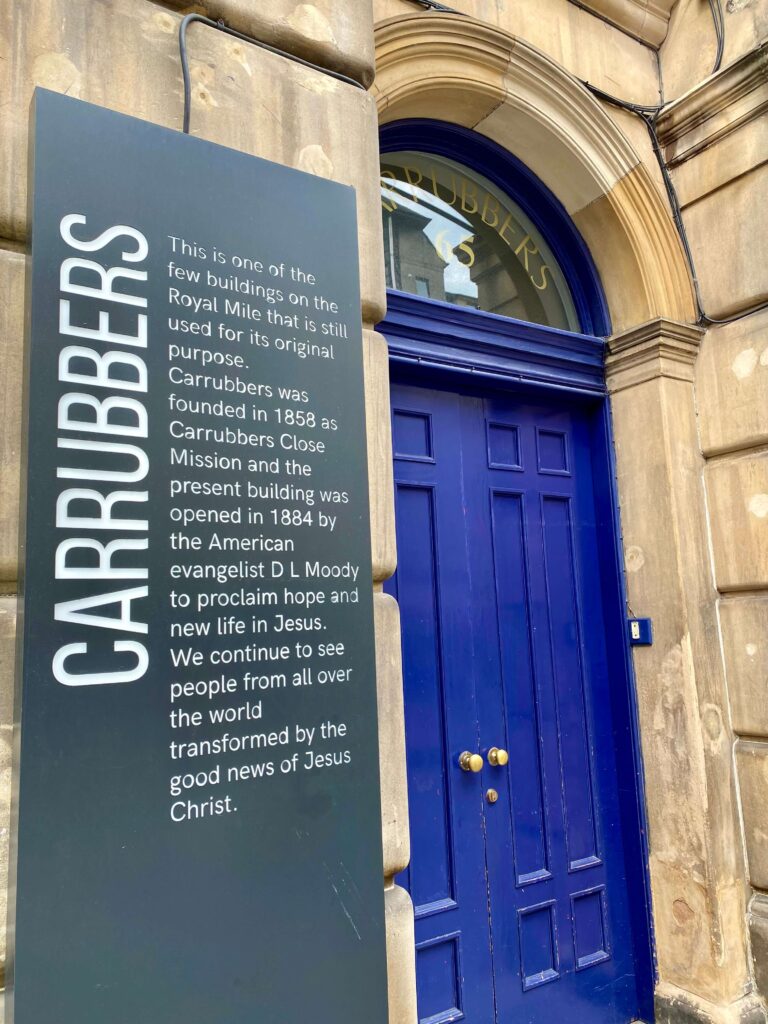 CARRUBBERS
This is one of the
few buildings on the
Royal Mile that is still
used for its original
purpose.
Carrubbers was
founded in 1858 as
Carrubbers Close
Mission and the
present building was
opened in 1884 by
the American
evangelist D L Moody
to proclaim hope and
new life in Jesus.
We continue to see
people from all over
the world
transformed by the
good news of Jesus
Christ.
ARRUBBERS
65